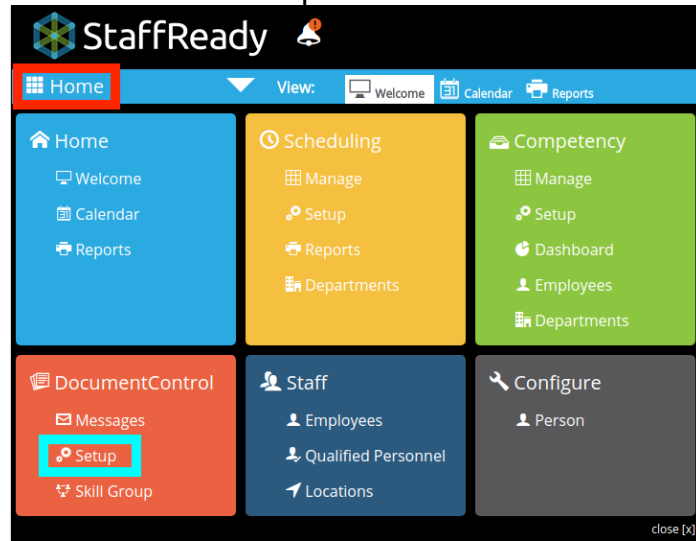 StaffReady
Home View: Welcome Calendar Reports
Home
Welcome
Calendar
Reports
Scheduling
Manage
Setup
Reports
Departments
Competency
Manage
Setup
Dashboard
Employees
Departments
DocumentControl
Messages
Setup
Skill Group
Staff
Employees
Qualified Personnel
Locations
Configure
Person
close [x]